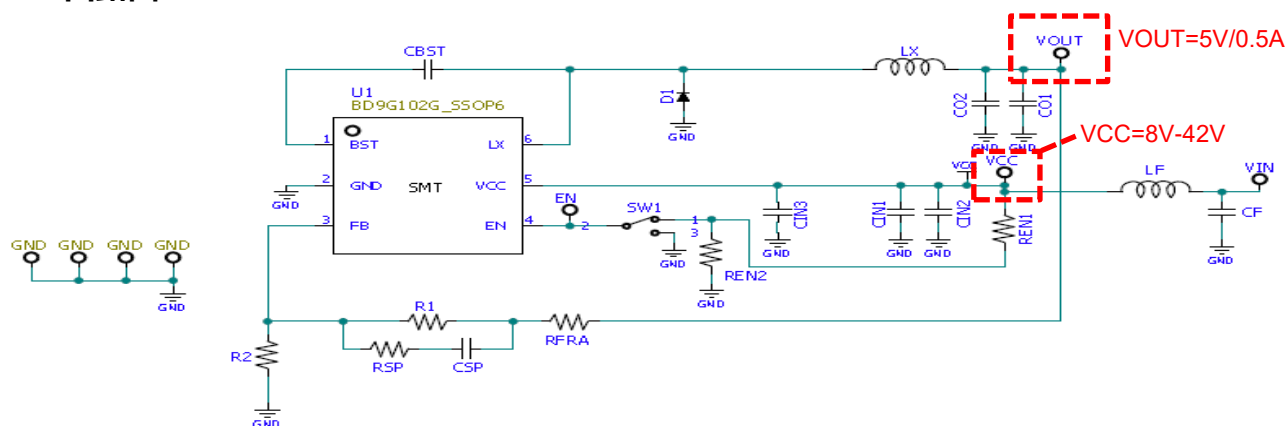 CBST
LX
VOUT
VOUT=5V/0.5A
U1
BD9G102G_SSOP6
D1
GND
CO2
GND
CO1
GND
1
BST
LX
6
VCC=8V-42V
2
GND
SMT
VCC
5
VCC
LF
VIN
GND
3
FB
EN
4
EN
2
SW1
1
3
GND
REN2
GND
CIN3
GND
CIN1
GND
CIN2
GND
REN1
CF
GND
GND GND GND GND
GND
R1
RFRA
R2
RSP
CSP
GND